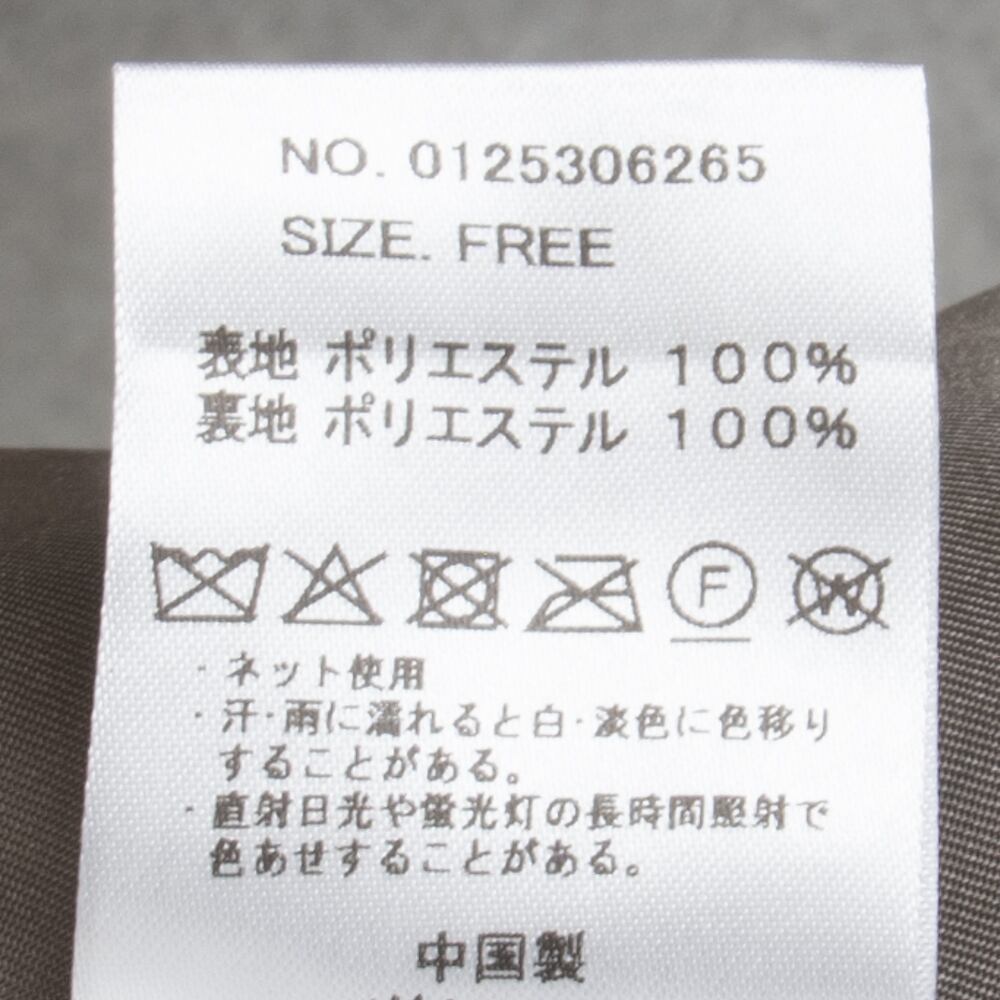 NO. 0125306265
SIZE. FREE
表地 ポリエステル 100%
裏地 ポリエステル 100%
F
W
・ネット使用
・汗・雨に濡れると白・淡色に色移り
することがある。
・直射日光や蛍光灯の長時間照射で
色あせすることがある。
中国製